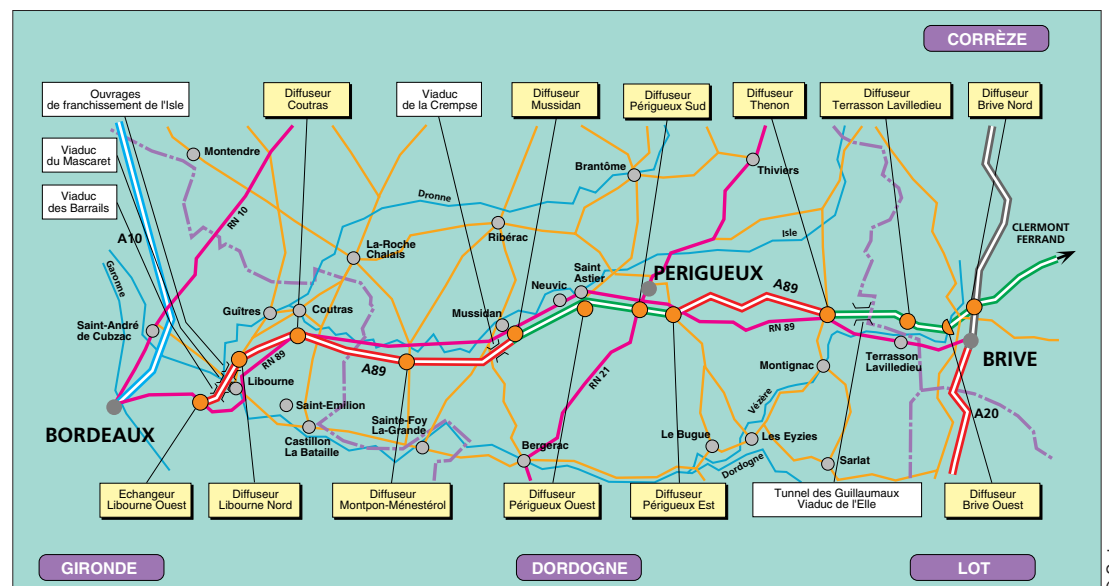 CORRÈZE
Ouvrages
de franchissement de l'Isle
Diffuseur
Coutras
Viaduc
de la Crempse
Diffuseur
Mussidan
Diffuseur
Périgueux Sud
Diffuseur
Thenon
Diffuseur
Terrasson Lavilledieu
Diffuseur
Brive Nord
Viaduc
du Mascaret
Viaduc
des Barrails
Montendre
Brantôme
Thiviers
Dronne
RN 10
A10
Ribérac
Isle
CLERMONT
FERRAND
La-Roche
Chalais
Garonne
Saint
Astier
PERIGUEUX
Neuvic
A89
Guîtres
Coutras
Mussidan
Saint-André
de Cubzac
RN 89
RN 89
A89
Libourne
RN 21
Montignac
Terrasson
Lavilledieu
BRIVE
Saint-Emilion
Vézère
A20
BORDEAUX
Castillon
La Bataille
Sainte-Foy
La-Grande
Bergerac
Le Bugue
Les Eyzies
Dordogne
Sarlat
Echangeur
Libourne Ouest
Diffuseur
Libourne Nord
Diffuseur
Montpon-Ménestérol
Diffuseur
Périgueux Ouest
Diffuseur
Périgueux Est
Tunnel des Guillaumaux
Viaduc de l'Elle
Diffuseur
Brive Ouest
GIRONDE
DORDOGNE
LOT